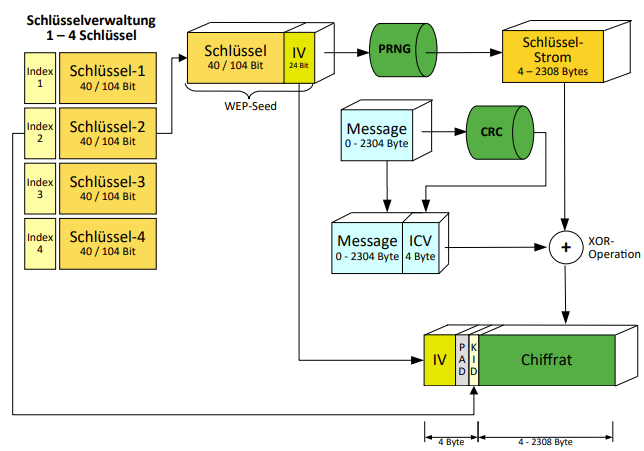 Schlüsselverwaltung
1 – 4 Schlüssel
Index
1
Schlüssel-1
40 / 104 Bit
Index
2
Schlüssel-2
40 / 104 Bit
Index
3
Schlüssel-3
40 / 104 Bit
Index
4
Schlüssel-4
40 / 104 Bit
Schlüssel
40 / 104 Bit
IV
24 Bit
WEP-Seed
PRNG
Schlüssel-
Strom
4 – 2308 Bytes
Message
0 - 2304 Byte
CRC
Message
0 - 2304 Byte
ICV
4 Byte
+
XOR-
Operation
IV
PAD
KID
Chiffrat
4 Byte
4 - 2308 Byte